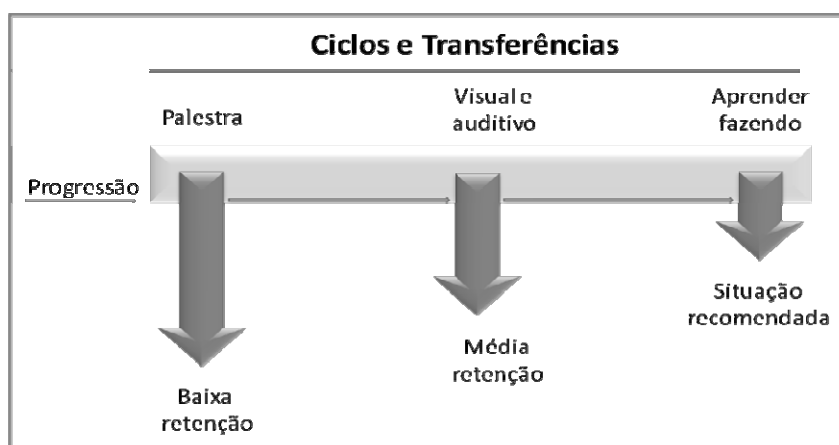 Ciclos e Transferências
Palestra
Visual e
auditivo
Aprender
fazendo
Progressão
Baixa
retenção
Média
retenção
Situação
recomendada